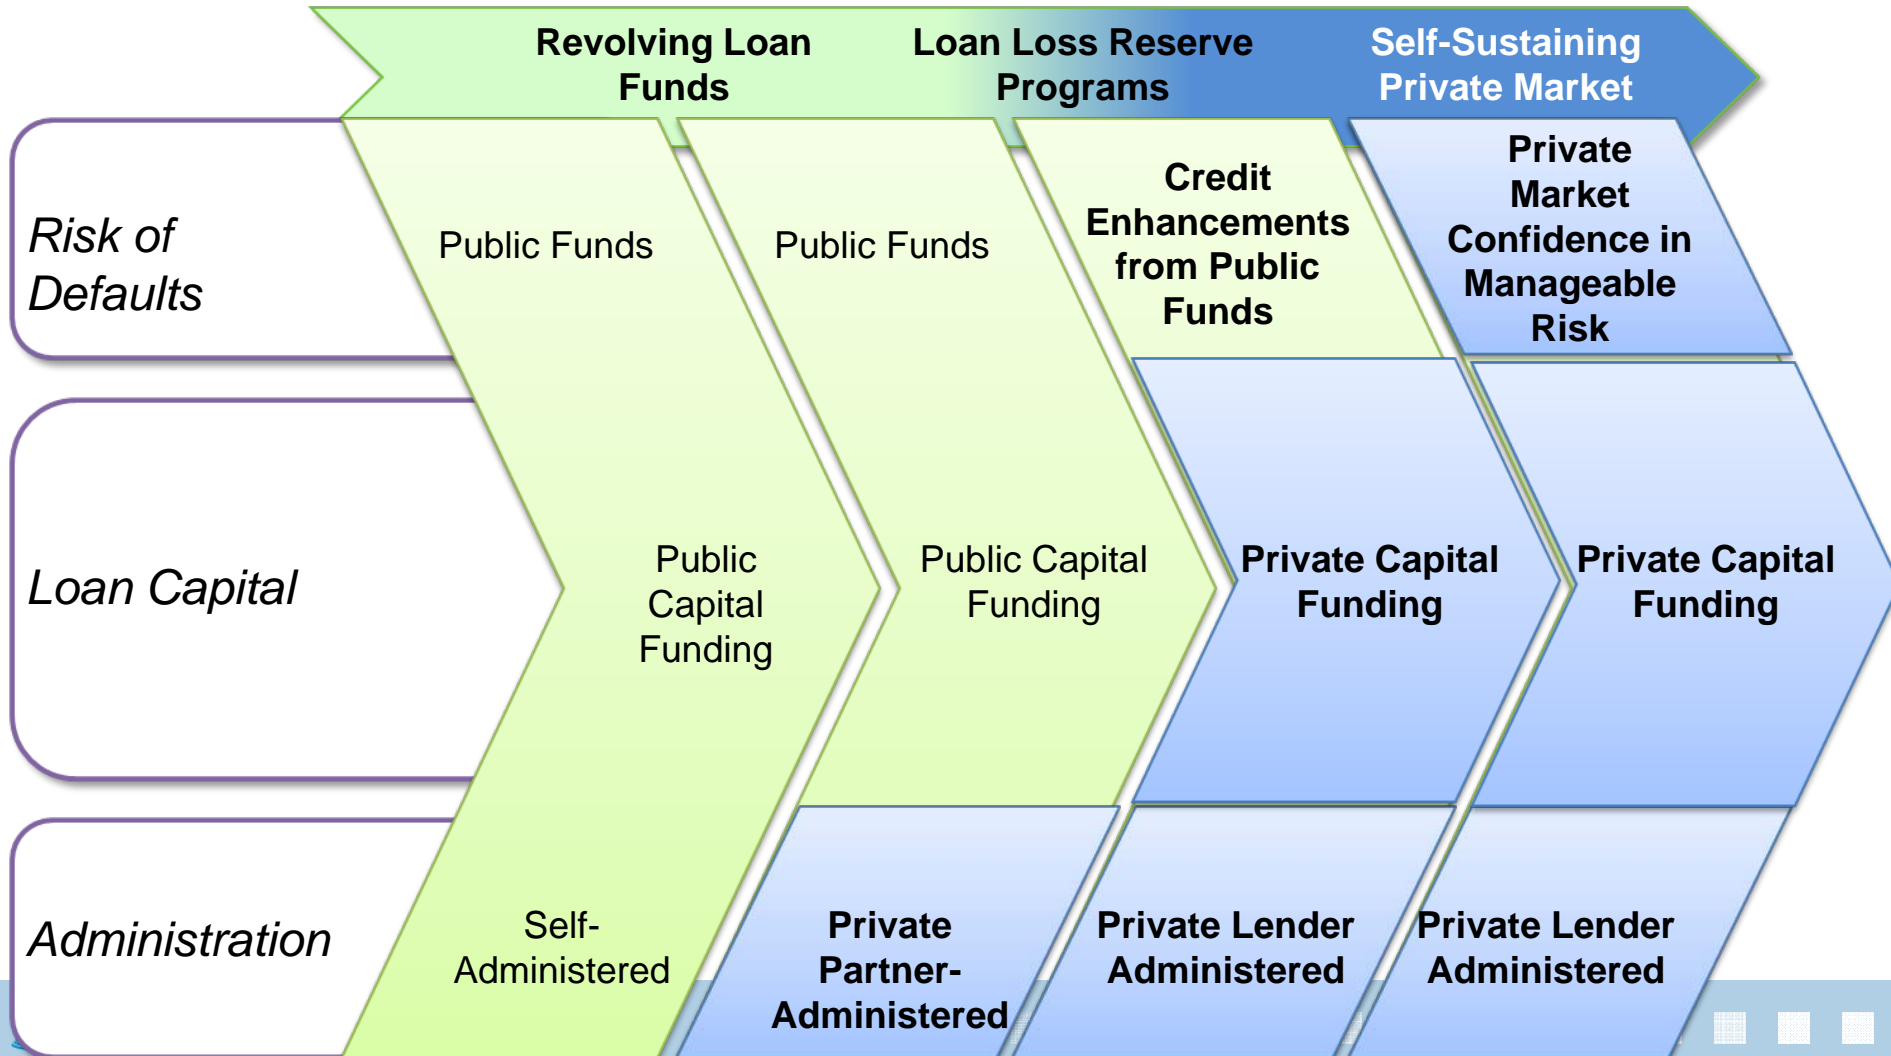 Revolving Loan
Funds
Loan Loss Reserve
Programs
Self-Sustaining
Private Market
Risk of
Defaults
Public Funds
Public Funds
Credit
Enhancements
from Public
Funds
Private
Market
Confidence in
Manageable
Risk
Loan Capital
Public
Capital
Funding
Public Capital
Funding
Private Capital
Funding
Private Capital
Funding
Administration
Self-
Administered
Private
Partner-
Administered
Private Lender
Administered
Private Lender
Administered